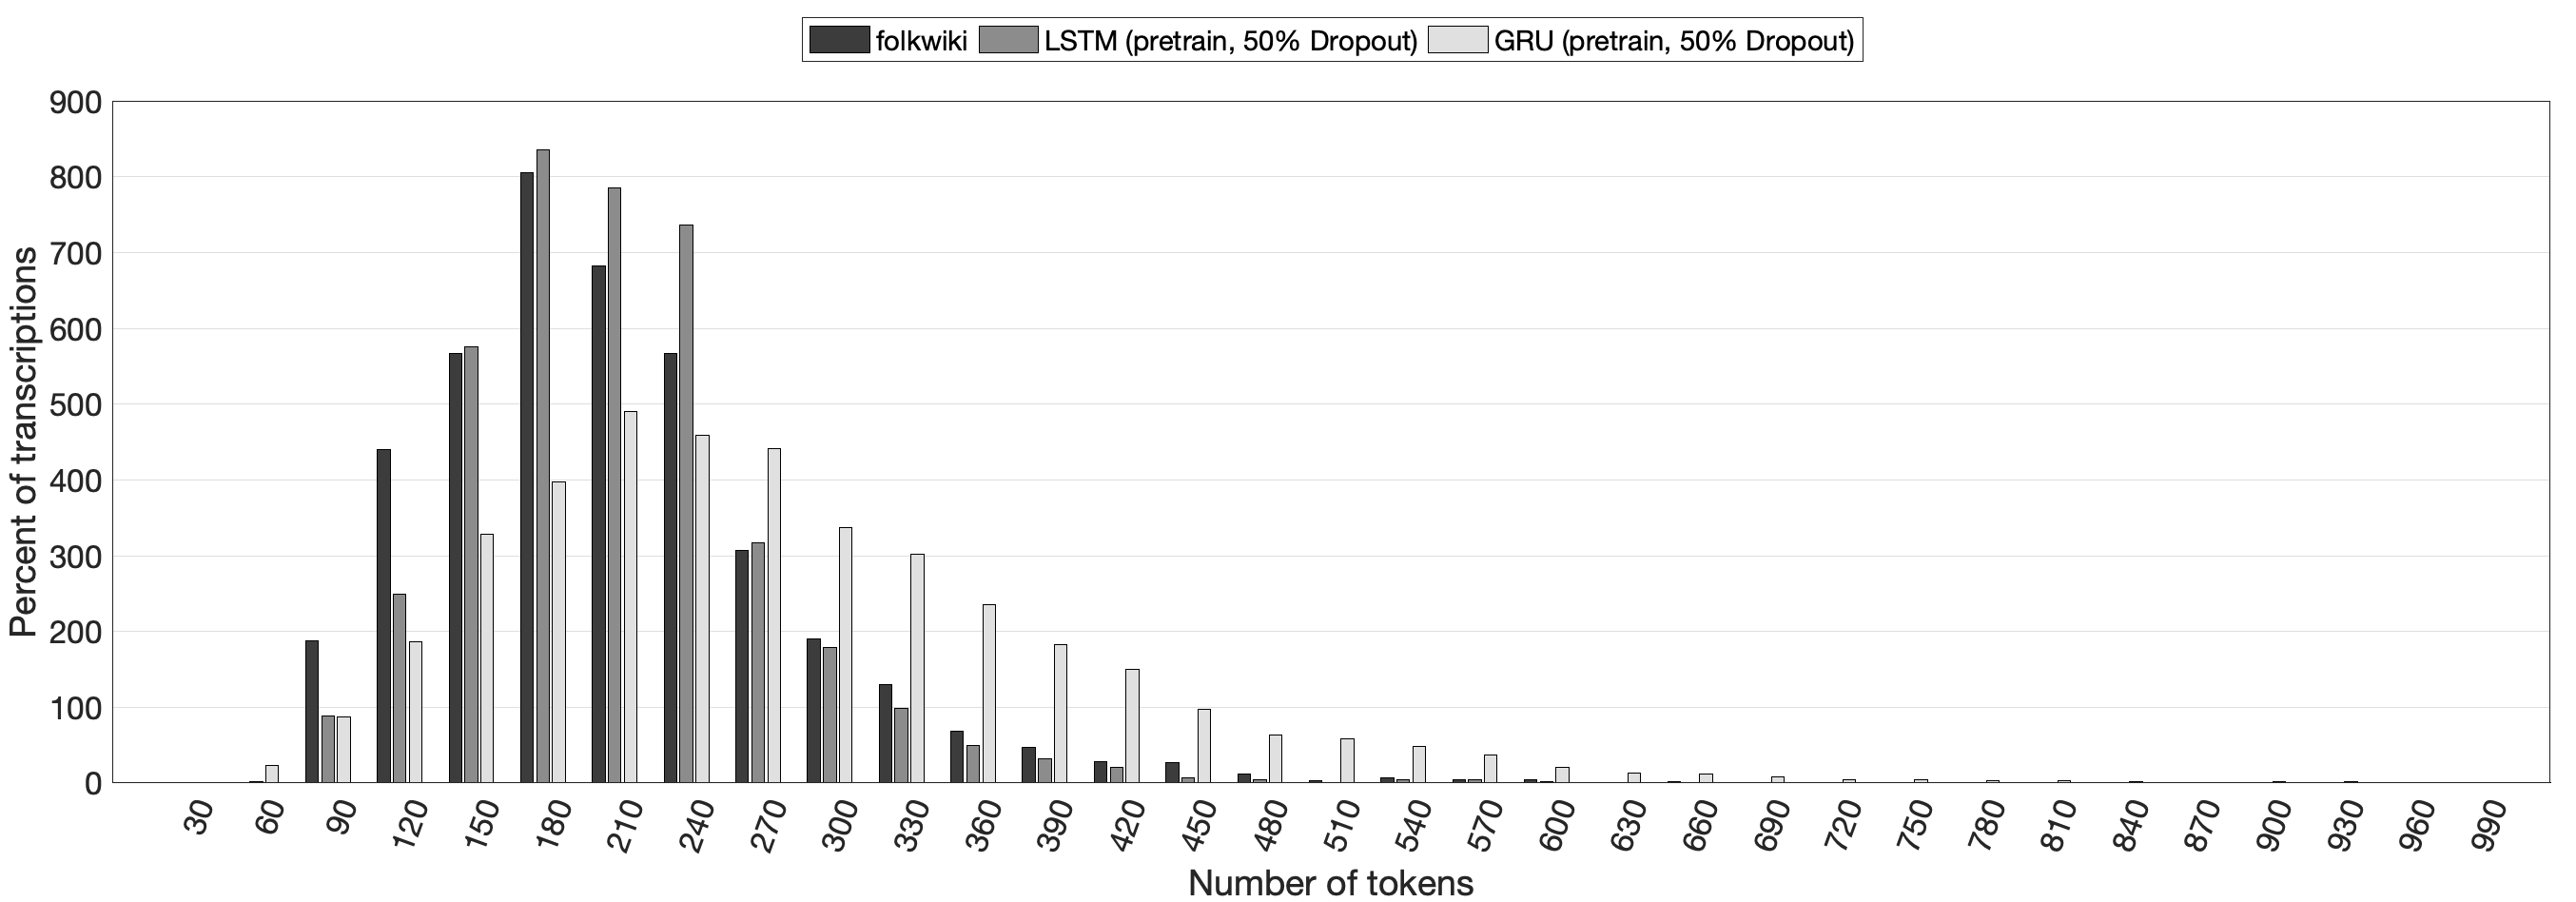 folkwiki LSTM (pretrain, 50% Dropout) GRU (pretrain, 50% Dropout)
900
800
700
600
500
400
300
200
100
0
Percent of transcriptions
30 60 90 120 150 180 210 240 270 300 330 360 390 420 450 480 510 540 570 600 630 660 690 720 750 780 810 840 870 900 930 960 990
Number of tokens